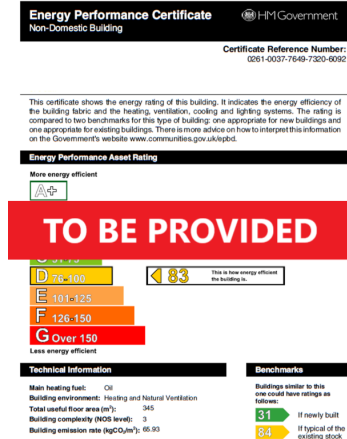 Energy Performance Certificate
HM Government
Non-Domestic Building
Certificate Reference Number:
0261-0037-7649-7320-6092
This certificate shows the energy rating of this building. It indicates the energy efficiency of
the building fabric and the heating, ventilation, cooling and lighting systems. The rating is
compared to two benchmarks for this type of building: one appropriate for new buildings and
one appropriate for existing buildings. There is more advice on how to interpret this information
on the Government's website www.communities.gov.uk/epbd.
Energy Performance Asset Rating
More energy efficient
A+
TO BE PROVIDED
D 76-100
83
This is how energy efficient
the building is.
E 101-125
F 126-150
G Over 150
Less energy efficient
Technical Information
Main heating fuel: Oil
Building environment: Heating and Natural Ventilation
Total useful floor area (m²): 345
Building complexity (NOS level): 3
Building emission rate (kgCO₂/m²): 65.93
Benchmarks
Buildings similar to this
one could have ratings as
follows:
31 If newly built
84 If typical of the
existing stock